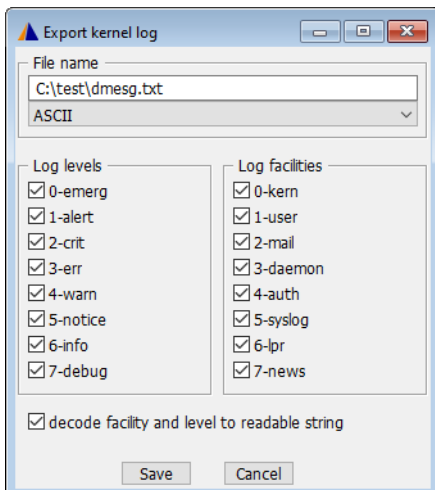 Export kernel log
File name
C:\test\dmesg.txt
ASCII
Log levels
0-emerg
1-alert
2-crit
3-err
4-warn
5-notice
6-info
7-debug
Log facilities
0-kern
1-user
2-mail
3-daemon
4-auth
5-syslog
6-lpr
7-news
decode facility and level to readable string
Save Cancel